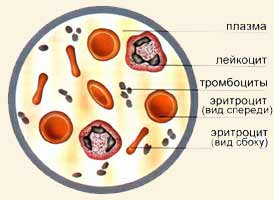 плазма
лейкоцит
тромбоциты
эритроцит
(вид спереди)
эритроцит
(вид сбоку)